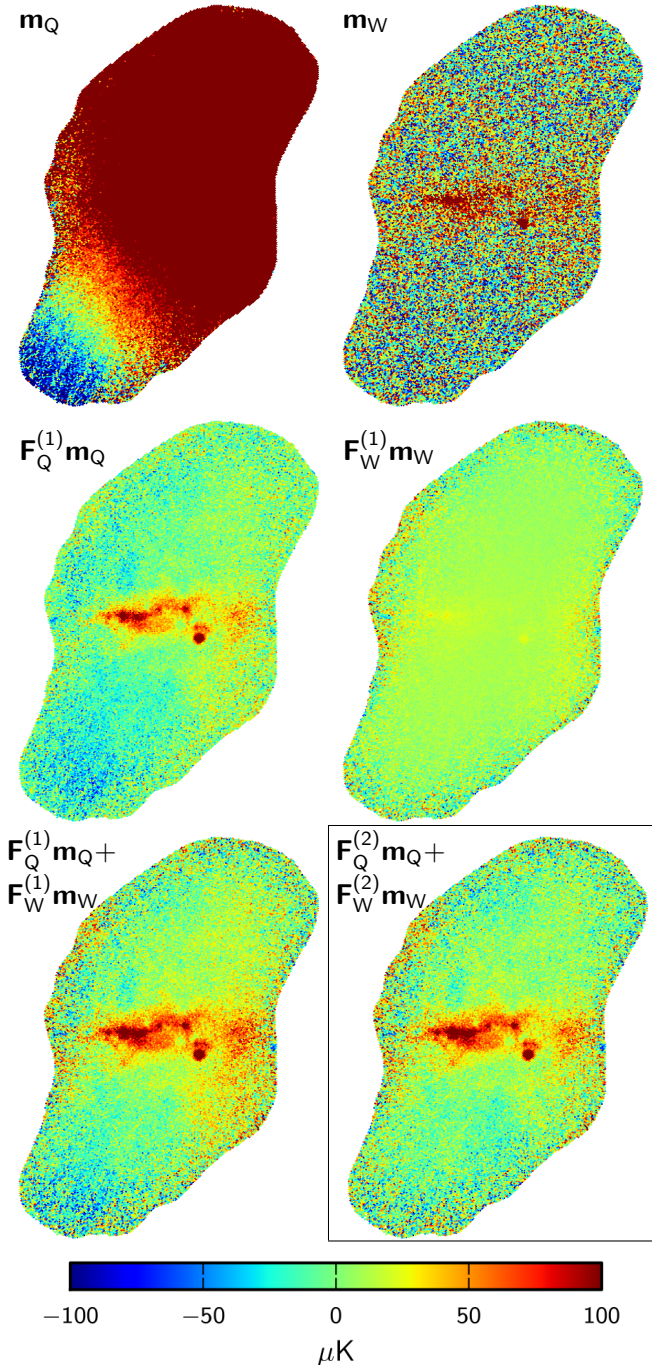 m_Q
m_W
F_Q^(1) m_Q
F_W^(1) m_W
F_Q^(1) m_Q +
F_W^(1) m_W
F_Q^(2) m_Q +
F_W^(2) m_W
−100 −50 0 50 100
μK